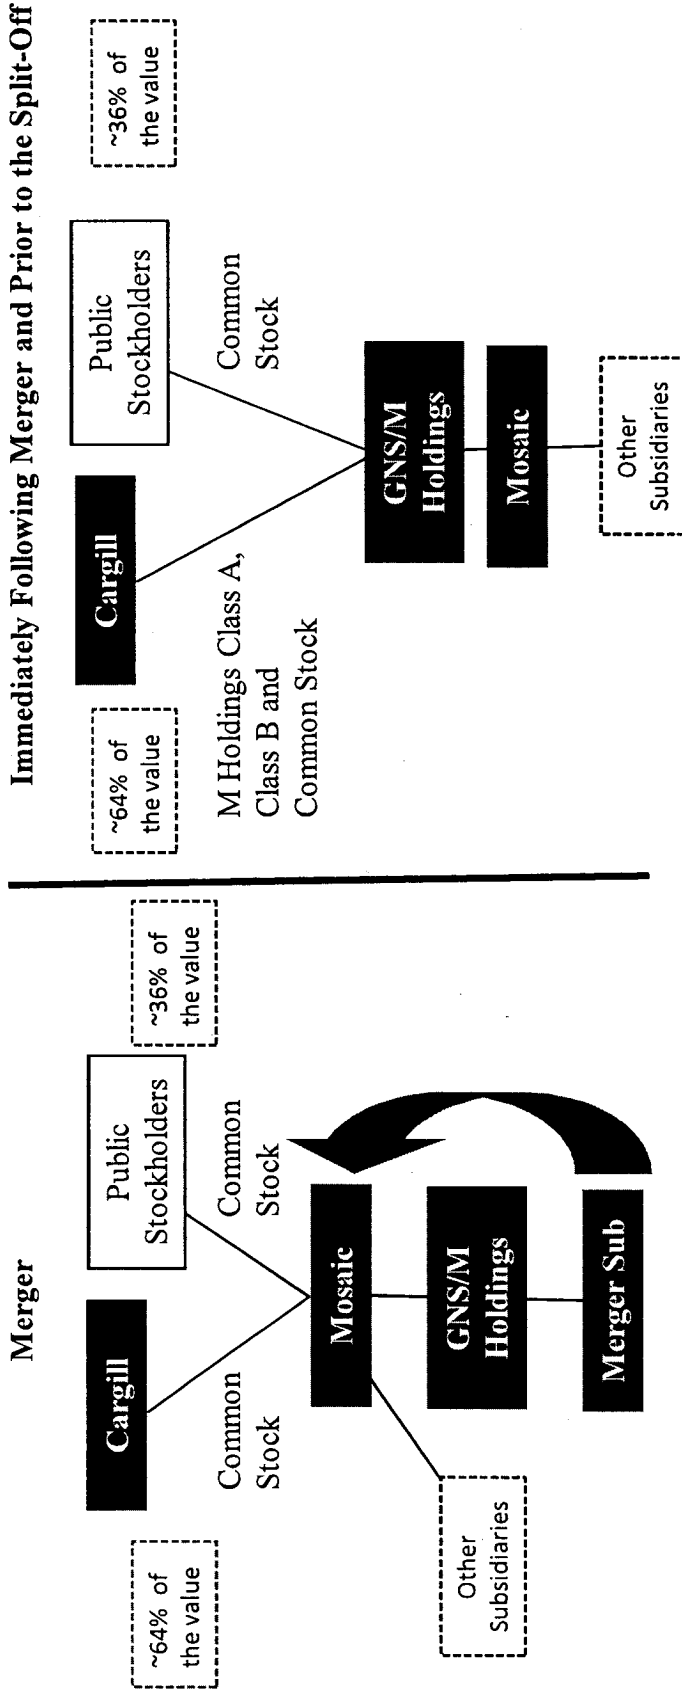 Merger
~64% of
the value
Cargill
Public
Stockholders
~36% of
the value
Common
Stock
Common
Stock
Mosaic
GNS/M
Holdings
Merger Sub
Other
Subsidiaries
Immediately Following Merger and Prior to the Split-Off
~64% of
the value
Cargill
Public
Stockholders
~36% of
the value
M Holdings Class A,
Class B and
Common Stock
Common
Stock
GNS/M
Holdings
Mosaic
Other
Subsidiaries